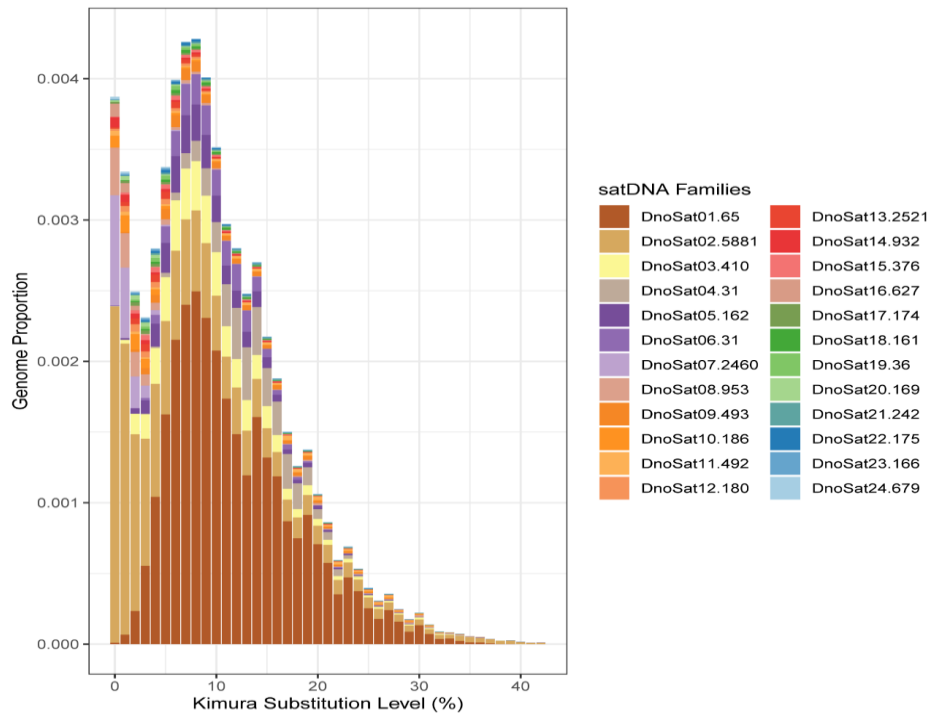 Genome Proportion
0.004
0.003
0.002
0.001
0.000
0
10
20
30
40
Kimura Substitution Level (%)
satDNA Families
DnoSat01.65
DnoSat02.5881
DnoSat03.410
DnoSat04.31
DnoSat05.162
DnoSat06.31
DnoSat07.2460
DnoSat08.953
DnoSat09.493
DnoSat10.186
DnoSat11.492
DnoSat12.180
DnoSat13.2521
DnoSat14.932
DnoSat15.376
DnoSat16.627
DnoSat17.174
DnoSat18.161
DnoSat19.36
DnoSat20.169
DnoSat21.242
DnoSat22.175
DnoSat23.166
DnoSat24.679